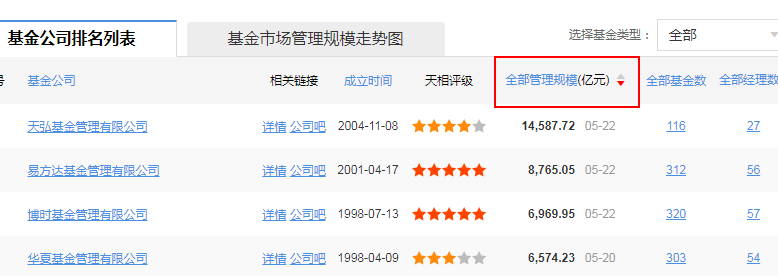 基金公司排名列表 基金市场管理规模走势图 选择基金类型： 全部
基金公司 相关链接 成立时间 天相评级 全部管理规模(亿元) 全部基金数 全部经理数
天弘基金管理有限公司 详情 公司吧 2004-11-08 14,587.72 05-22 116 27
易方达基金管理有限公司 详情 公司吧 2001-04-17 8,765.05 05-22 312 56
博时基金管理有限公司 详情 公司吧 1998-07-13 6,969.95 05-22 320 57
华夏基金管理有限公司 详情 公司吧 1998-04-09 6,574.23 05-20 303 54